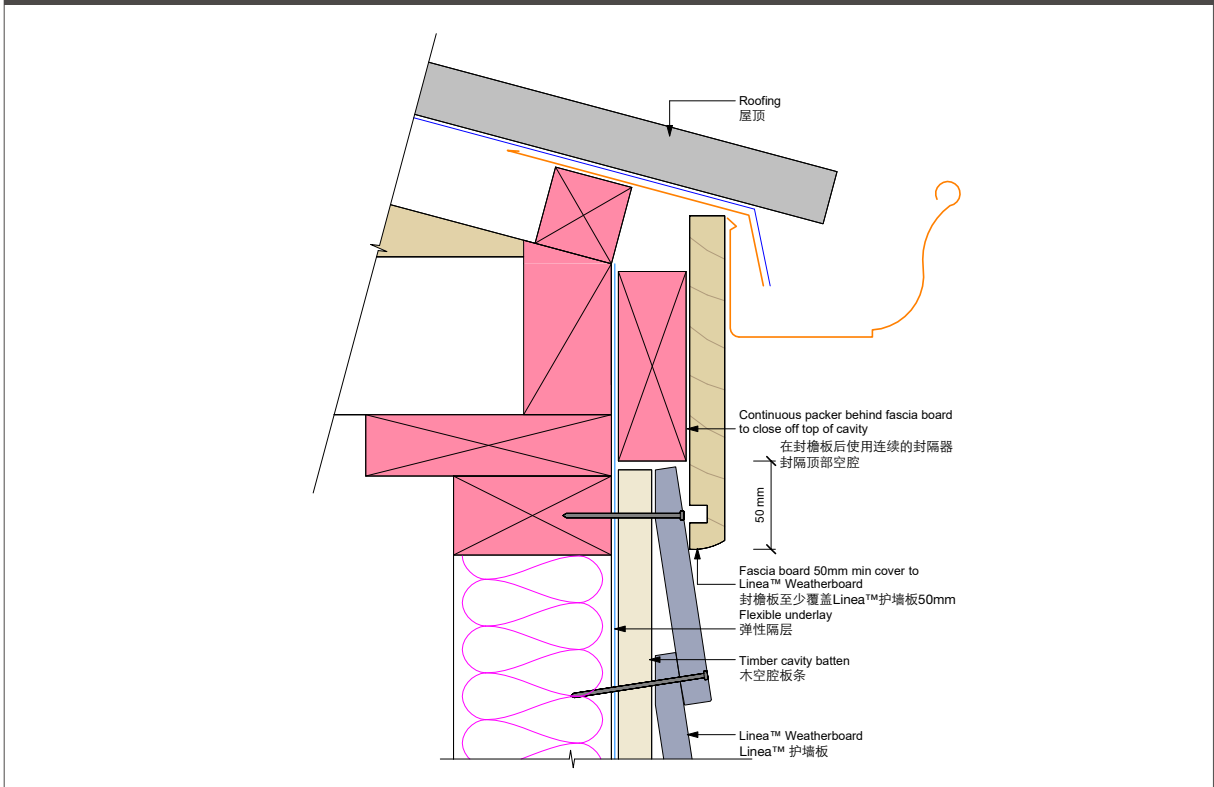 Roofing
屋顶
Continuous packer behind fascia board
to close off top of cavity
在封檐板后使用连续的封隔器
封隔顶部空腔
50 mm
Fascia board 50mm min cover to
Linea™ Weatherboard
封檐板至少覆盖Linea™护墙板50mm
Flexible underlay
弹性隔层
Timber cavity batten
木空腔板条
Linea™ Weatherboard
Linea™ 护墙板